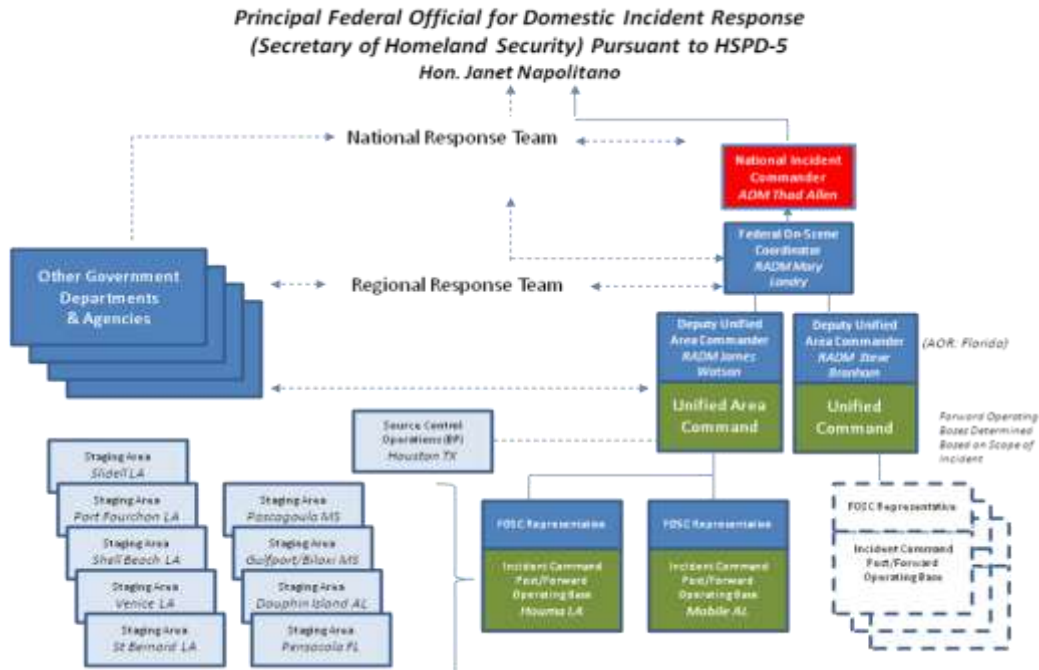 Principal Federal Official for Domestic Incident Response
(Secretary of Homeland Security) Pursuant to HSPD-5
Hon. Janet Napolitano
National Response Team
National Incident
Commander
ADM Thad Allen
Federal On-Scene
Coordinator
RADM Mary
Landry
Other Government
Departments
& Agencies
Regional Response Team
Deputy Unified
Area Commander
RADM James
Watson
Unified Area
Command
Deputy Unified
Area Commander
RADM Steve
Branham
Unified
Command
(AOR: Florida)
Forward Operating
Bases Determined
Based on Scope of
Incident
Source Control
Operations (BP)
Houston TX
Staging Area
Slidell LA
Staging Area
Port Fourchon LA
Staging Area
Shell Beach LA
Staging Area
Venice LA
Staging Area
St Bernard LA
Staging Area
Pascagoula MS
Staging Area
Gulfport/Biloxi MS
Staging Area
Dauphin Island AL
Staging Area
Pensacola FL
FOSC Representative
Incident Command
Post/Forward
Operating Base
Houma LA
FOSC Representative
Incident Command
Post/Forward
Operating Base
Mobile AL
FOSC Representative
Incident Command
Post/Forward
Operating Base